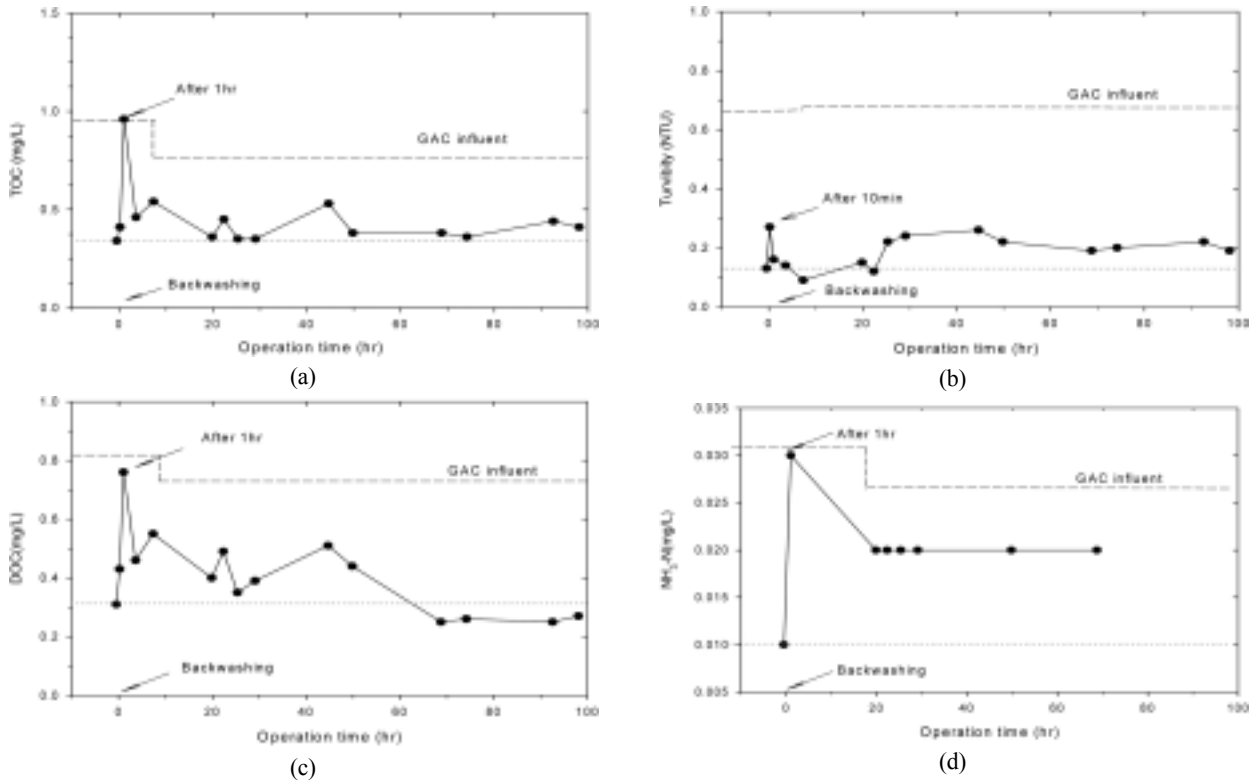 1.5
After 1hr
1.0
GAC influent
TOC (mg/L)
0.5
Backwashing
0.0
0 20 40 60 80 100
Operation time (hr)
(a)
1.0
0.8
GAC influent
0.6
Turvibity (NTU)
0.4
After 10min
0.2
Backwashing
0.0
0 20 40 60 80 100
Operation time (hr)
(b)
1.0
After 1hr
0.8
GAC influent
0.6
DOC(mg/L)
0.4
0.2
Backwashing
0.0
0 20 40 60 80 100
Operation time (hr)
(c)
0.035
After 1hr
0.030
GAC influent
0.025
NH3-N(mg/L)
0.020
0.015
0.010
Backwashing
0.005
0 20 40 60 80 100
Operation time (hr)
(d)